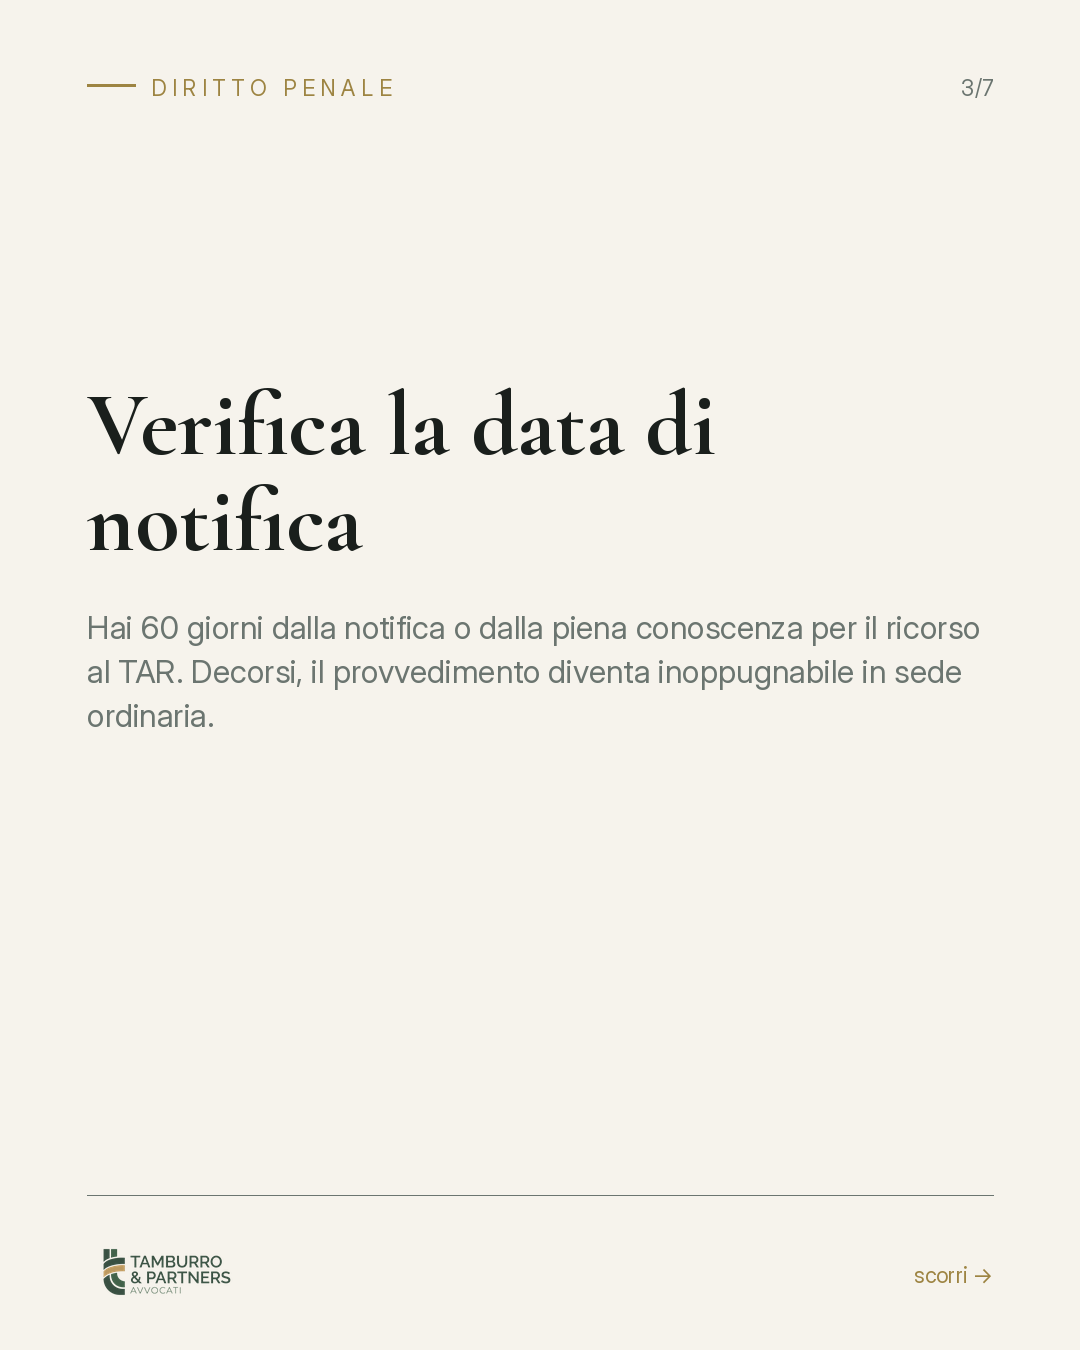 DIRITTO PENALE
3/7
Verifica la data di
notifica
Hai 60 giorni dalla notifica o dalla piena conoscenza per il ricorso
al TAR. Decorsi, il provvedimento diventa inoppugnabile in sede
ordinaria.
TAMBURRO
& PARTNERS
AVVOCATI
scorri →